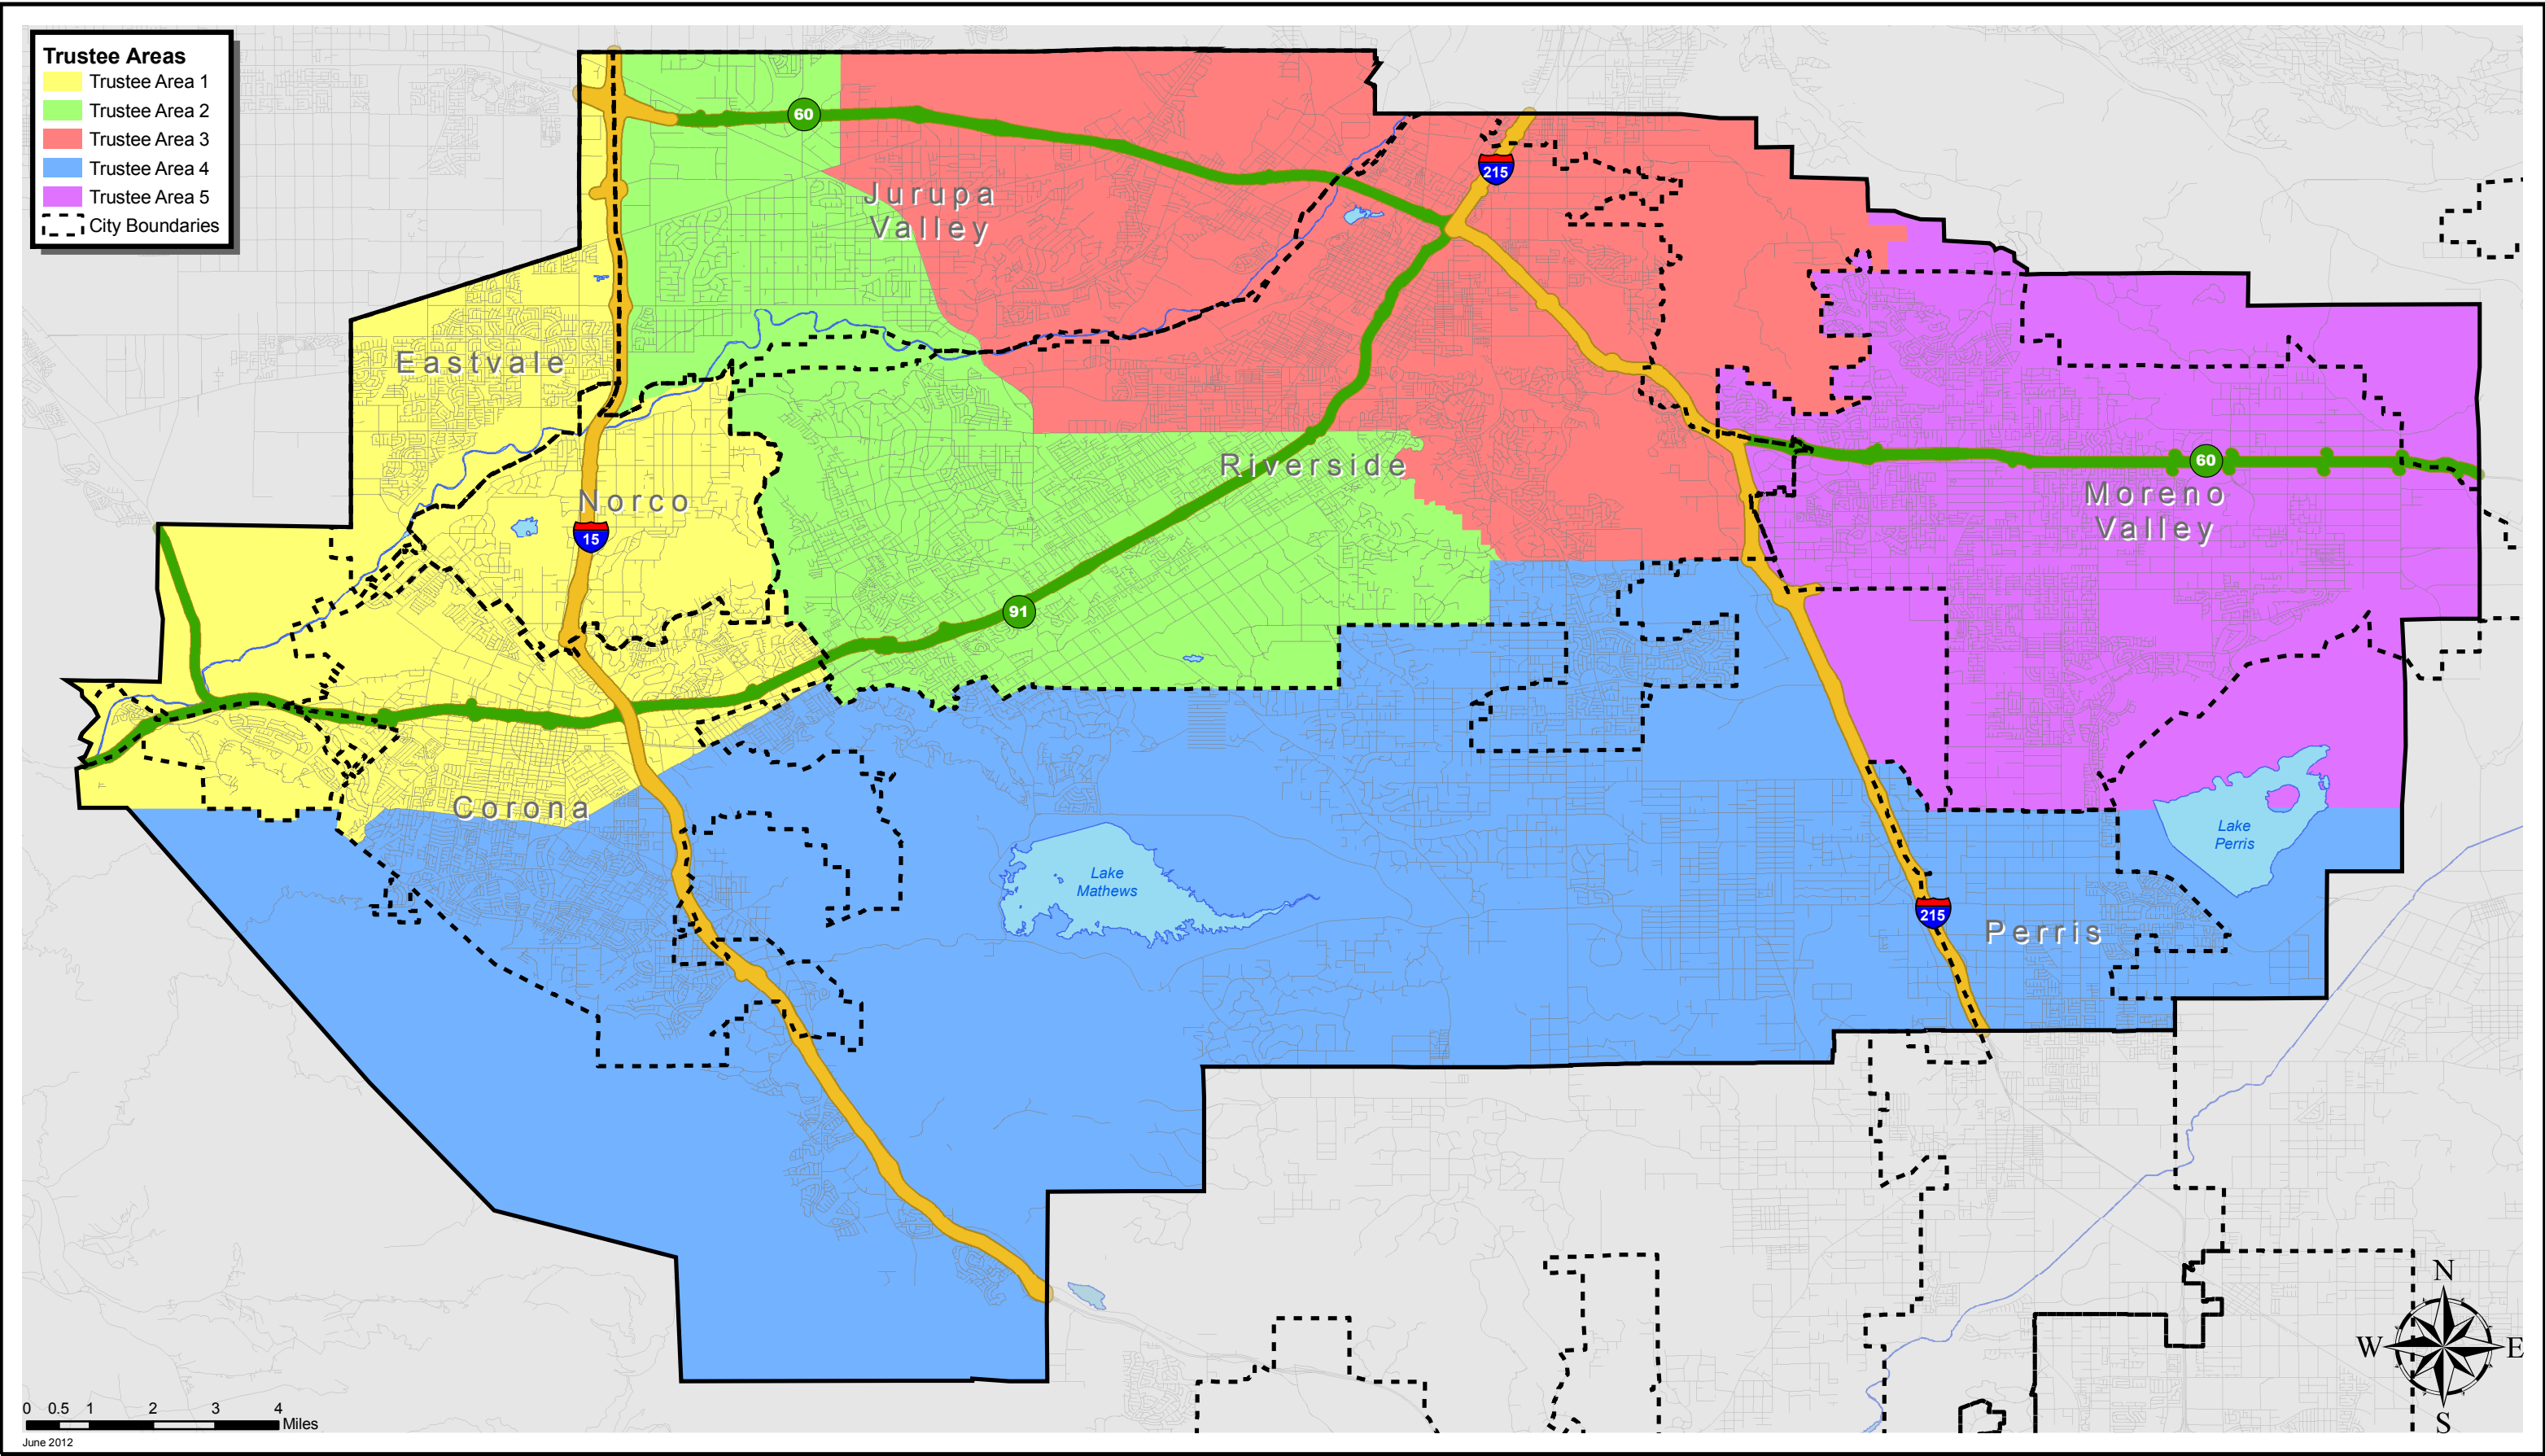 Trustee Areas
Trustee Area 1
Trustee Area 2
Trustee Area 3
Trustee Area 4
Trustee Area 5
City Boundaries
60
215
Jurupa
Valley
Eastvale
Riverside
60
Norco
Moreno
Valley
15
91
Corona
Lake
Perris
Lake
Mathews
215
Perris
N
W
E
S
0 0.5 1 2 3 4
Miles
June 2012